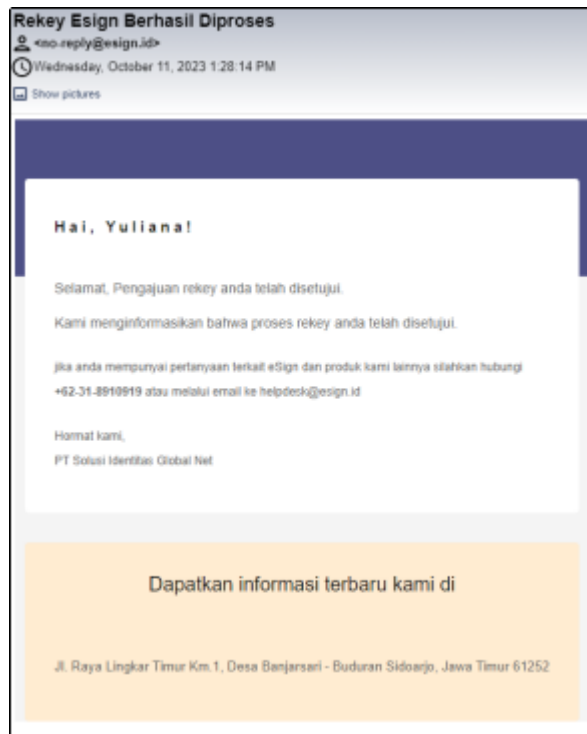 Rekey Esign Berhasil Diproses
<no-reply@esign.id>
Wednesday, October 11, 2023 1:28:14 PM
Show pictures
Hai, Yuliana!
Selamat, Pengajuan rekey anda telah disetujui.
Kami menginformasikan bahwa proses rekey anda telah disetujui.
jika anda mempunyai pertanyaan terkait eSign dan produk kami lainnya silahkan hubungi
+62-31-8910919 atau melalui email ke helpdesk@esign.id
Hormat kami,
PT Solusi Identitas Global Net
Dapatkan informasi terbaru kami di
Jl. Raya Lingkar Timur Km.1, Desa Banjarsari - Buduran Sidoarjo, Jawa Timur 61252